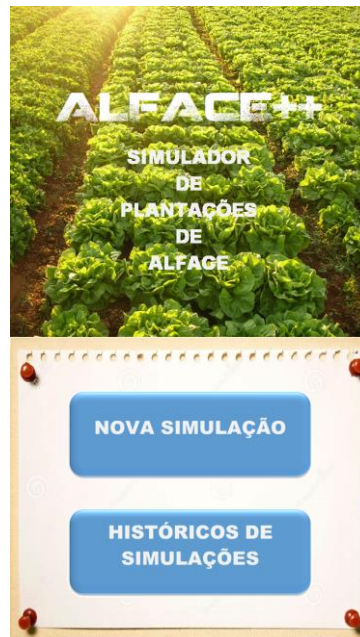 ALFACE++
SIMULADOR
DE
PLANTAÇÕES
DE
ALFACE
NOVA SIMULAÇÃO
HISTÓRICOS DE
SIMULAÇÕES